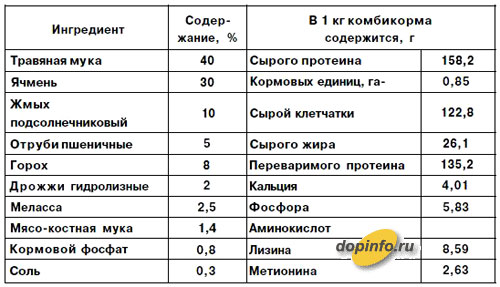 Ингредиент Содер-жание, % В 1 кг комбикорма содержится, г
Травяная мука 40 Сырого протеина 158,2
Ячмень 30 Кормовых единиц, га- 0,85
Жмых подсолнечниковый 10 Сырой клетчатки 122,8
Отруби пшеничные 5 Сырого жира 26,1
Горох 8 Переваримого протеина 135,2
Дрожжи гидролизные 2 Кальция 4,01
Меласса 2,5 Фосфора 5,83
Мясо-костная мука 1,4 Аминокислот
Кормовой фосфат 0,8 Лизина 8,59
Соль 0,3 Метионина 2,63
dopinfo.ru